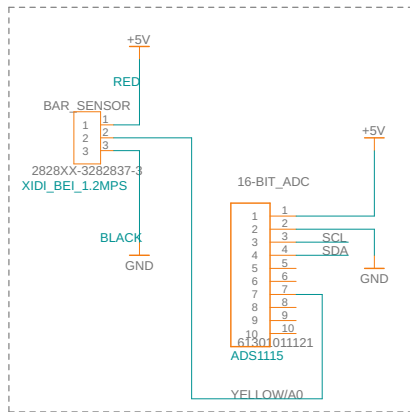 +5V
RED
BAR_SENSOR
1 1
2 2
3 3
2828XX-3282837-3
XIDI_BEI_1.2MPS
BLACK
GND
+5V
16-BIT_ADC
1 1
2 2
3 3 SCL
4 4 SDA
5 5
6 6
7 7
8 8
9 9
10 10
GND
61301011121
ADS1115
YELLOW/A0